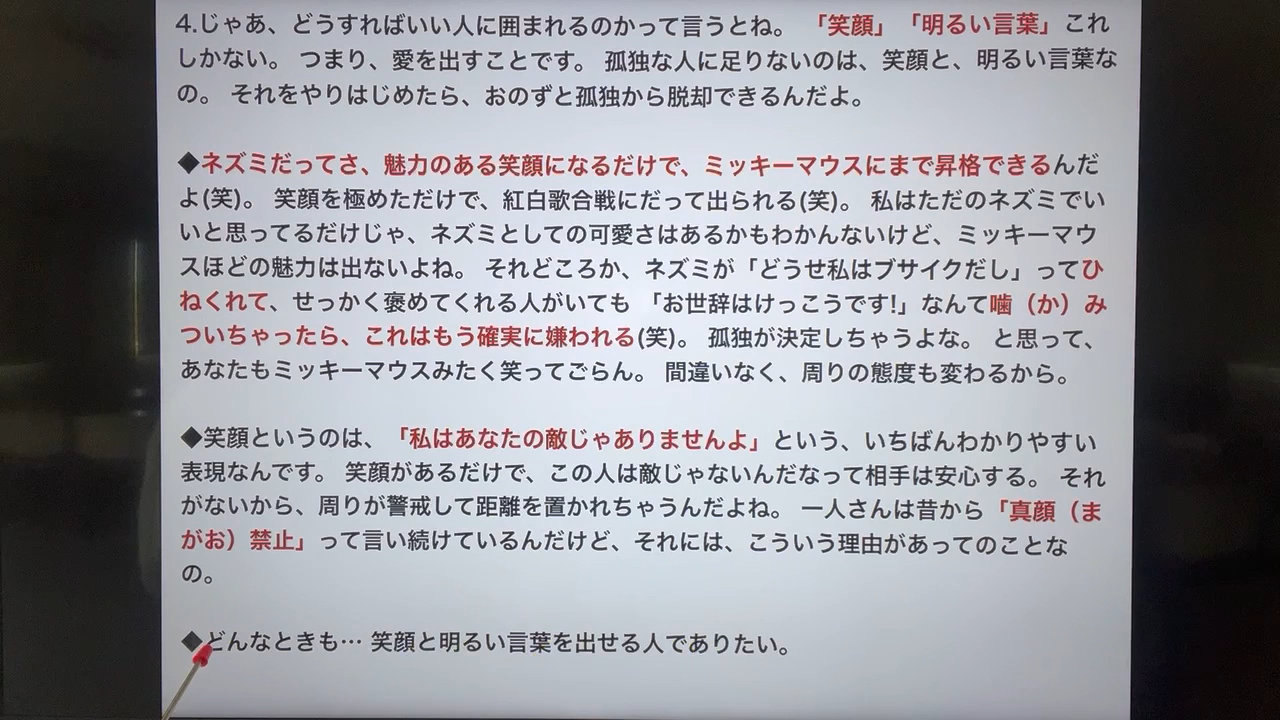 4.じゃあ、どうすればいい人に囲まれるのかって言うとね。 「笑顔」「明るい言葉」これ
しかない。 つまり、愛を出すことです。 孤独な人に足りないのは、笑顔と、明るい言葉な
の。 それをやりはじめたら、おのずと孤独から脱却できるんだよ。
◆ネズミだってさ、魅力のある笑顔になるだけで、ミッキーマウスにまで昇格できるんだ
よ(笑)。 笑顔を極めただけで、紅白歌合戦にだって出られる(笑)。 私はただのネズミでい
いと思ってるだけじゃ、ネズミとしての可愛さはあるかもわかんないけど、ミッキーマウ
スほどの魅力は出ないよね。 それどころか、ネズミが「どうせ私はブサイクだし」ってひ
ねくれて、せっかく褒めてくれる人がいても 「お世辞はけっこうです!」なんて噛（か）み
ついちゃったら、これはもう確実に嫌われる(笑)。 孤独が決定しちゃうよな。 と思って、
あなたもミッキーマウスみたく笑ってごらん。 間違いなく、周りの態度も変わるから。
◆笑顔というのは、「私はあなたの敵じゃありませんよ」という、いちばんわかりやすい
表現なんです。 笑顔があるだけで、この人は敵じゃないんだなって相手は安心する。 それ
がないから、周りが警戒して距離を置かれちゃうんだよね。 一人さんは昔から「真顔（ま
がお）禁止」って言い続けているんだけど、それには、こういう理由があってのことな
の。
◆どんなときも… 笑顔と明るい言葉を出せる人でありたい。